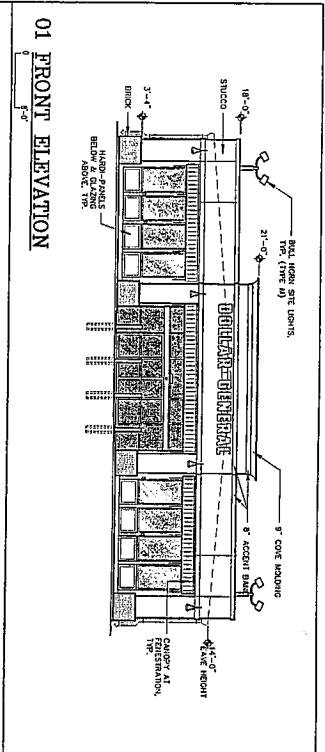 BULL HORN SITE LIGHTS,
TYP. (TYPE M)
18'-0"
21'-0"
9" COVE MOLDING
STUCCO
DOLLAR GENERAL
8" ACCENT BAND
3'-4"
14'-0"
EAVE HEIGHT
BRICK
HARDI-PANELS
BELOW & GLAZING
ABOVE, TYP.
CANOPY AT
FENESTRATION,
TYP.
01 FRONT ELEVATION
0
8'-0"